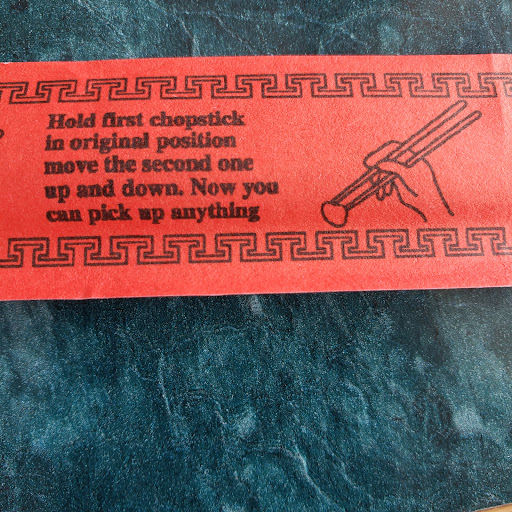 Hold first chopstick
in original position
move the second one
up and down. Now you
can pick up anything